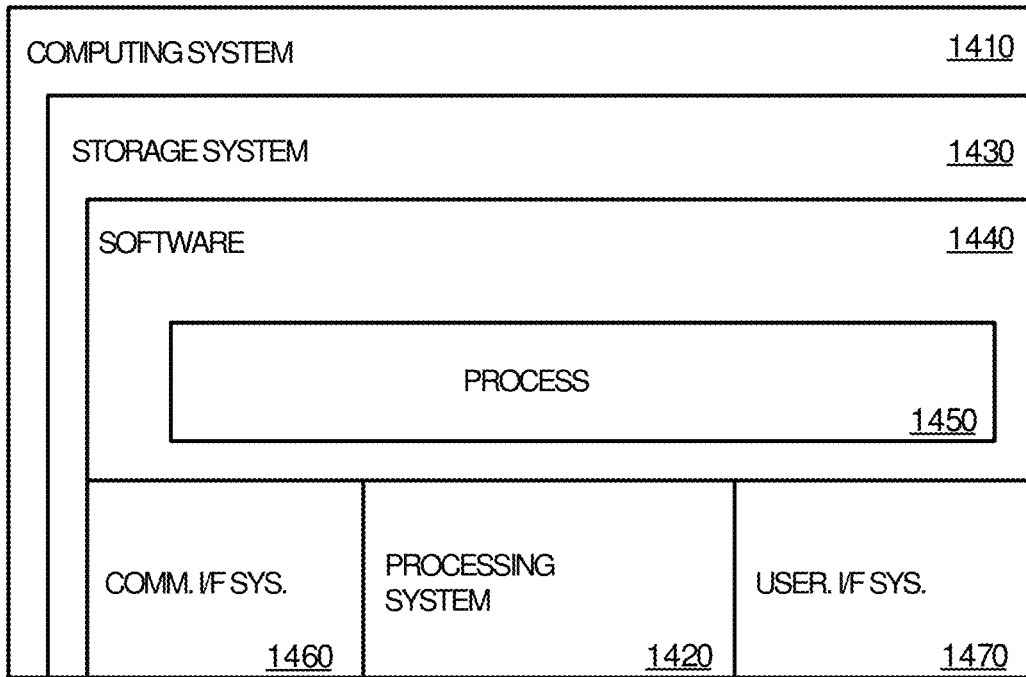 COMPUTING SYSTEM 1410
STORAGE SYSTEM 1430
SOFTWARE 1440
PROCESS
1450
COMM. I/F SYS.
1460
PROCESSING
SYSTEM
1420
USER. I/F SYS.
1470